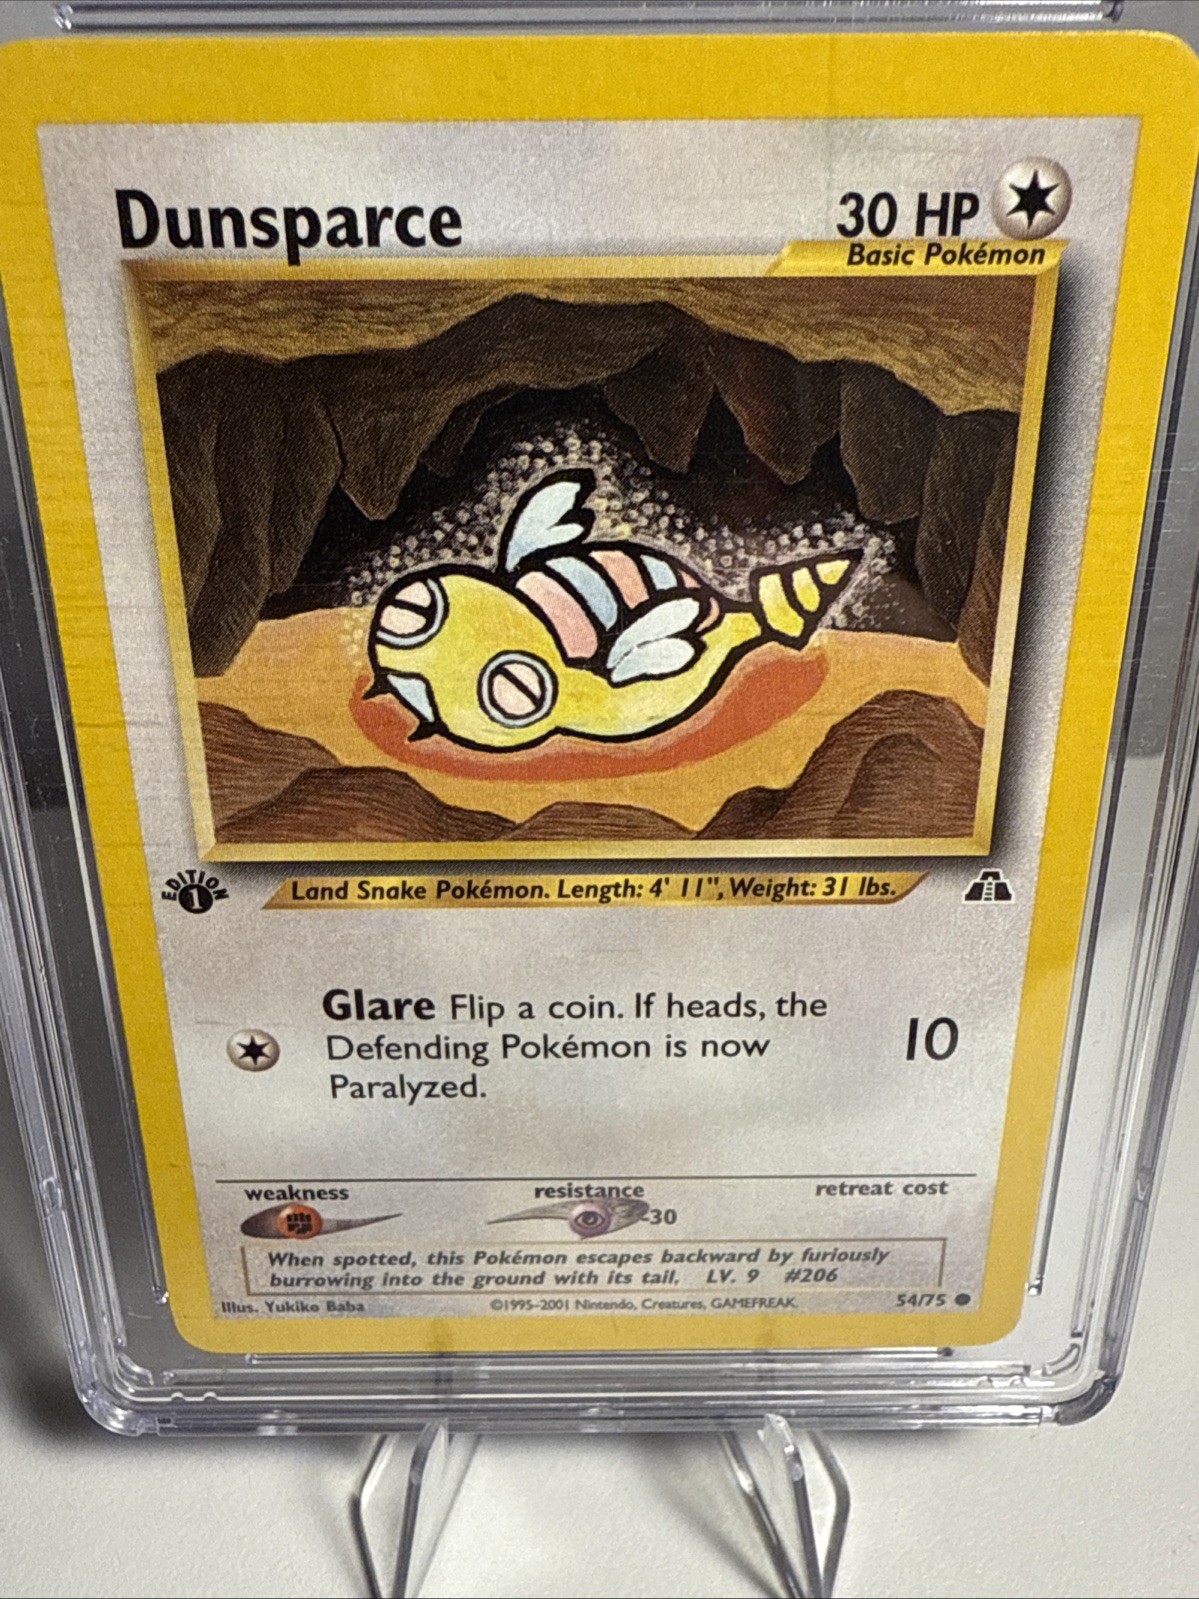 Dunsparce
30 HP
Basic Pokémon
EDITION
1
Land Snake Pokémon. Length: 4' 11", Weight: 31 lbs.
Glare Flip a coin. If heads, the
Defending Pokémon is now
Paralyzed.
10
weakness
resistance
retreat cost
-30
When spotted, this Pokémon escapes backward by furiously
burrowing into the ground with its tail. LV. 9 #206
Illus. Yukiko Baba
©1995-2001 Nintendo, Creatures, GAMEFREAK.
54/75